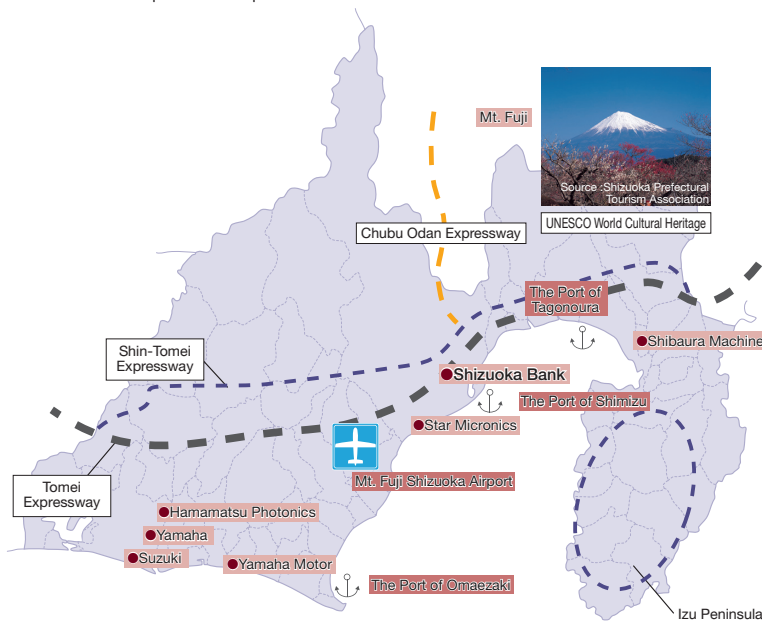 Mt. Fuji
Source :Shizuoka Prefectural
Tourism Association
UNESCO World Cultural Heritage
Chubu Odan Expressway
The Port of
Tagonoura
Shibaura Machine
Shin-Tomei
Expressway
Shizuoka Bank
The Port of Shimizu
Star Micronics
Mt. Fuji Shizuoka Airport
Tomei
Expressway
Hamamatsu Photonics
Yamaha
Suzuki
Yamaha Motor
The Port of Omaezaki
Izu Peninsula